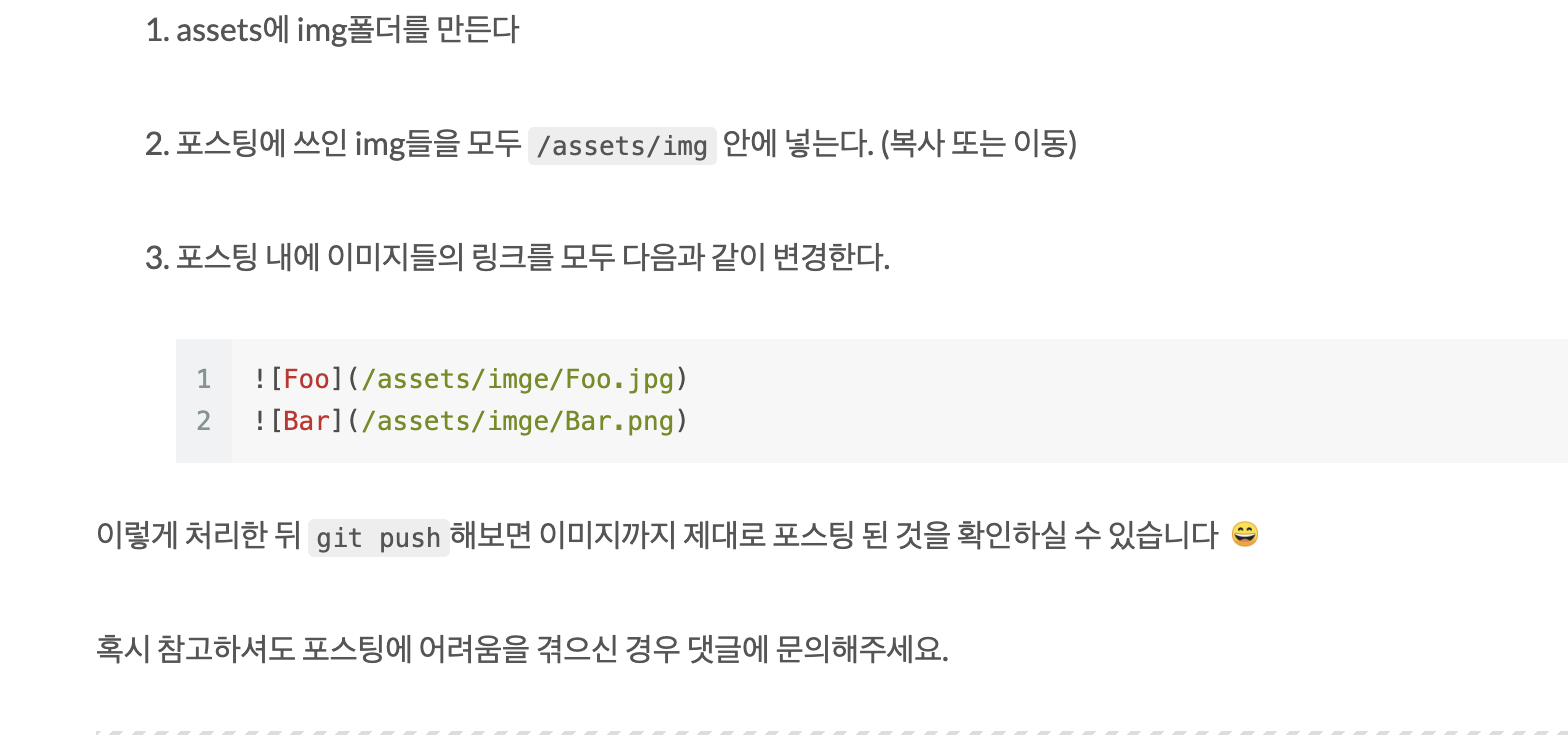 1. assets에 img폴더를 만든다
2. 포스팅에 쓰인 img들을 모두 /assets/img 안에 넣는다. (복사 또는 이동)
3. 포스팅 내에 이미지들의 링크를 모두 다음과 같이 변경한다.
1 ![Foo](/assets/imge/Foo.jpg)
2 ![Bar](/assets/imge/Bar.png)
이렇게 처리한 뒤 git push해보면 이미지까지 제대로 포스팅 된 것을 확인하실 수 있습니다 😄
혹시 참고하셔도 포스팅에 어려움을 겪으신 경우 댓글에 문의해주세요.